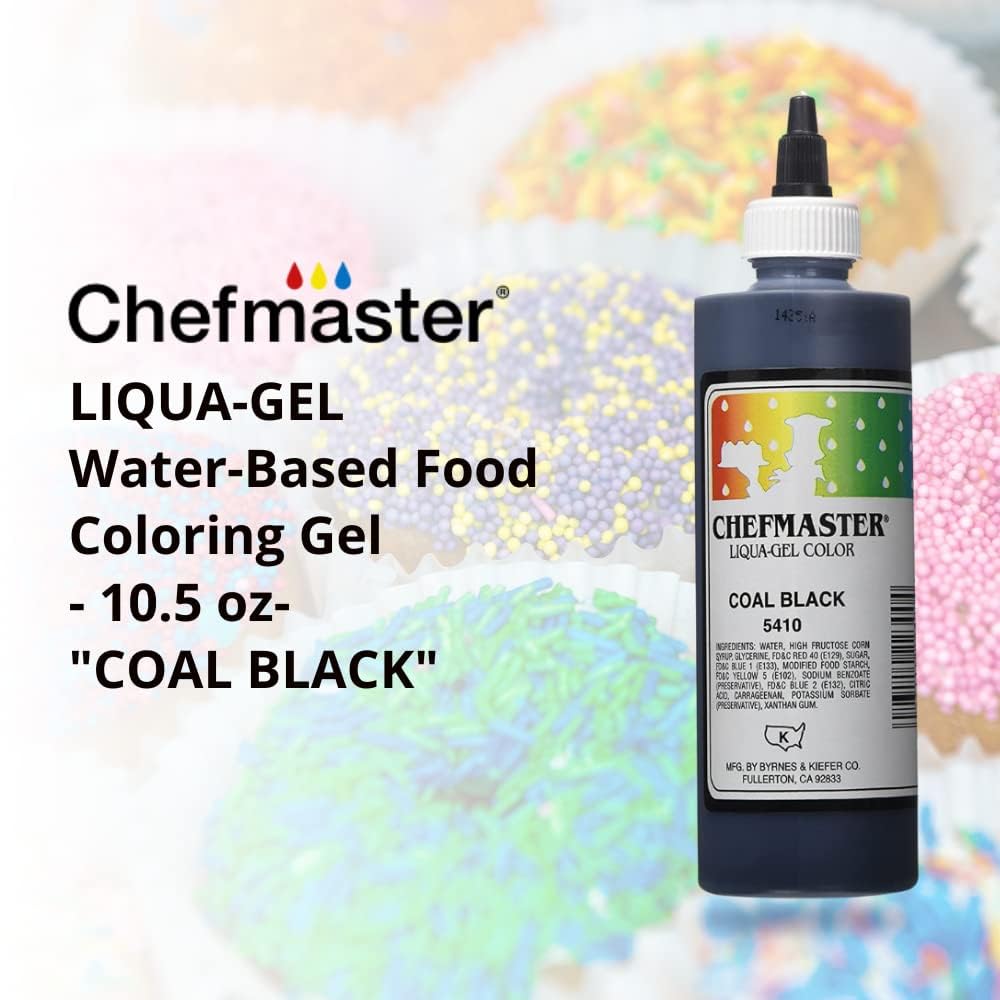 Chefmaster®
LIQUA-GEL
Water-Based Food
Coloring Gel
- 10.5 oz-
"COAL BLACK"
CHEFMASTER®
LIQUA-GEL COLOR
COAL BLACK
5410
INGREDIENTS: WATER, HIGH FRUCTOSE CORN
SYRUP, GLYCERINE, FD&C RED 40 (E129), SUGAR,
FD&C BLUE 1 (E133), MODIFIED FOOD STARCH,
FD&C YELLOW 5 (E102), SODIUM BENZOATE
(PRESERVATIVE), FD&C BLUE 2 (E132), CITRIC
ACID, CARRAGEENAN, POTASSIUM SORBATE
(PRESERVATIVE), XANTHAN GUM.
K
MFG. BY BYRNES & KIEFER CO.
FULLERTON, CA 92833